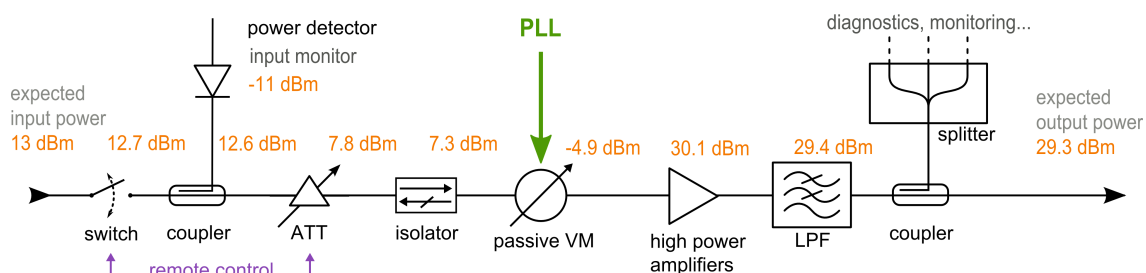 power detector
input monitor
-11 dBm
PLL
diagnostics, monitoring...
splitter
expected
input power
13 dBm
12.7 dBm
12.6 dBm
7.8 dBm
7.3 dBm
-4.9 dBm
30.1 dBm
29.4 dBm
expected
output power
29.3 dBm
switch
coupler
ATT
isolator
passive VM
high power
amplifiers
LPF
coupler
remote control